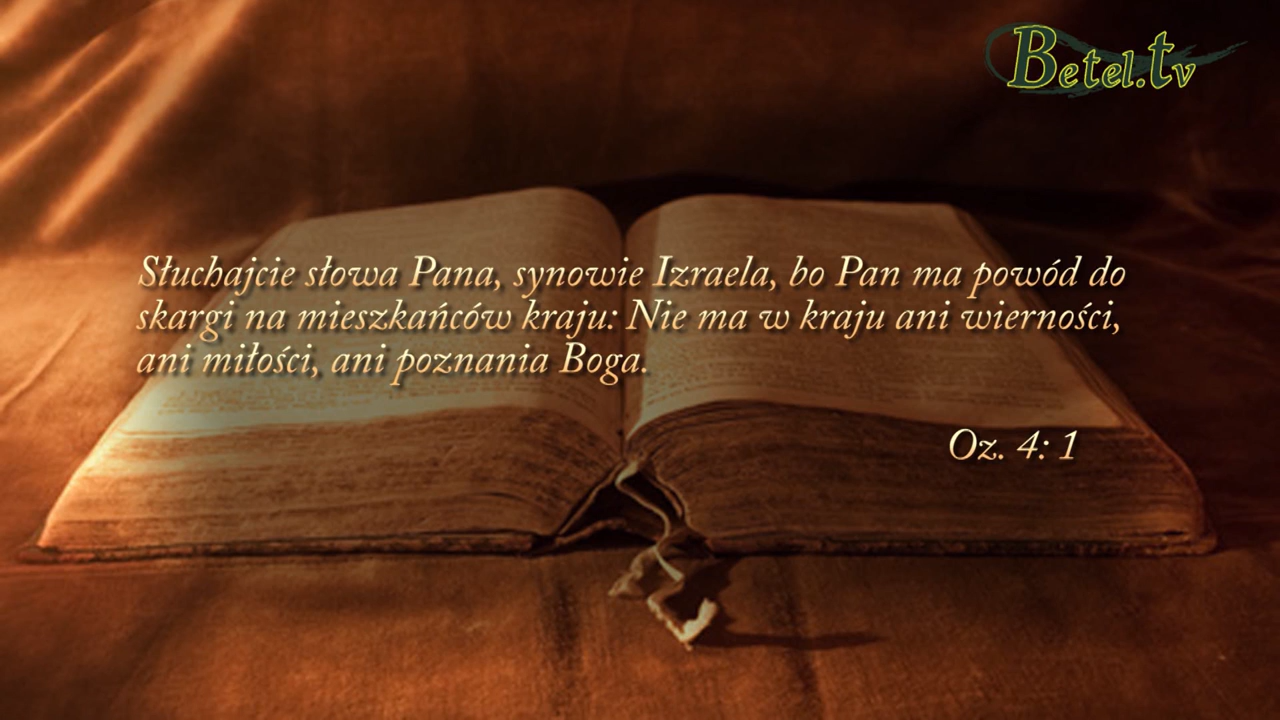 Betel.tv
Słuchajcie słowa Pana, synowie Izraela, bo Pan ma powód do
skargi na mieszkańców kraju: Nie ma w kraju ani wierności,
ani miłości, ani poznania Boga.
Oz. 4: 1